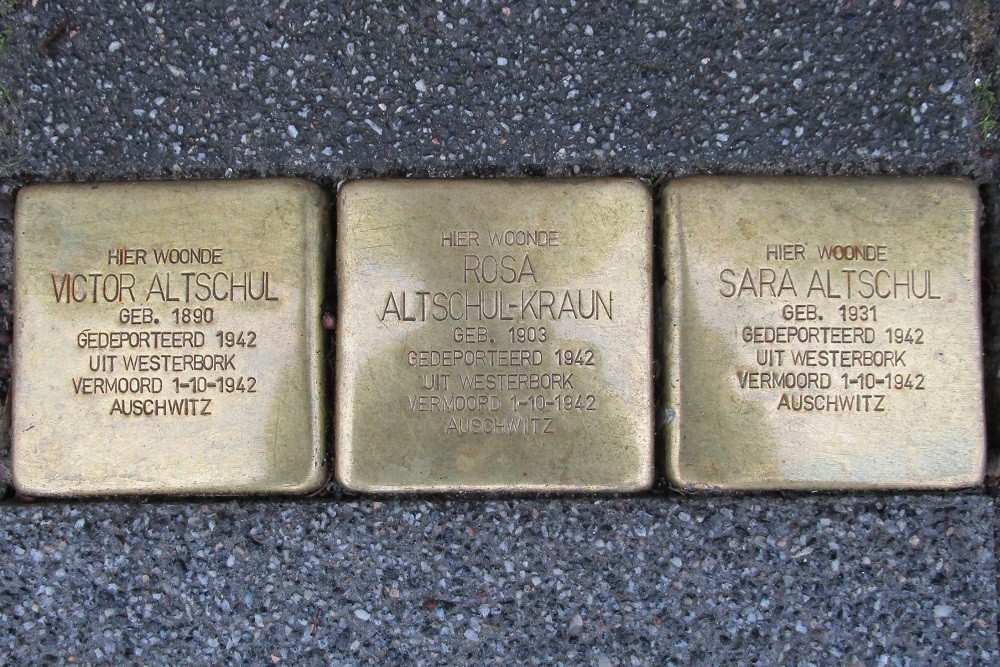 HIER WOONDE
VICTOR ALTSCHUL
GEB. 1890
GEDEPORTEERD 1942
UIT WESTERBORK
VERMOORD 1-10-1942
AUSCHWITZ
HIER WOONDE
ROSA
ALTSCHUL-KRAUN
GEB. 1903
GEDEPORTEERD 1942
UIT WESTERBORK
VERMOORD 1-10-1942
AUSCHWITZ
HIER WOONDE
SARA ALTSCHUL
GEB. 1931
GEDEPORTEERD 1942
UIT WESTERBORK
VERMOORD 1-10-1942
AUSCHWITZ